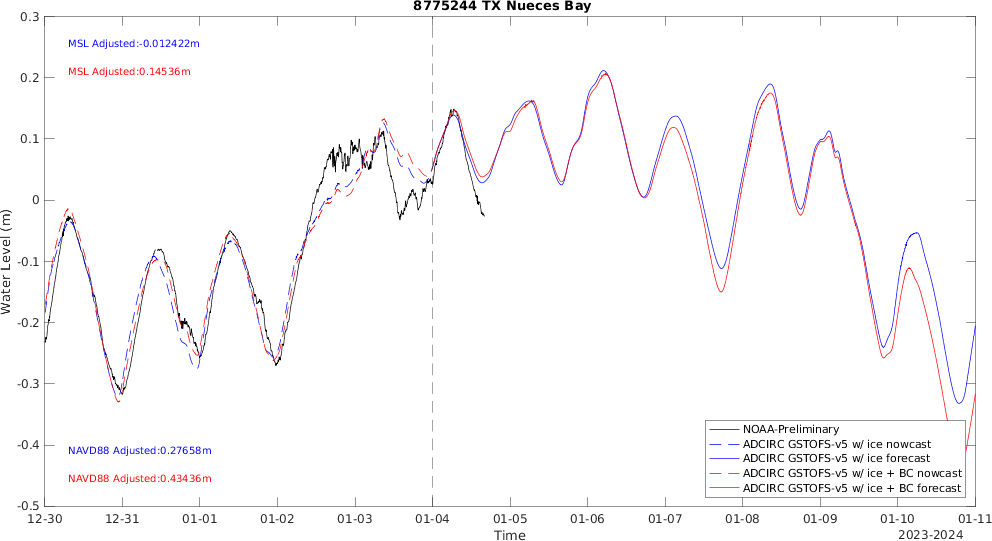 8775244 TX Nueces Bay
0.3
MSL Adjusted:-0.012422m
MSL Adjusted:0.14536m
0.2
0.1
0
-0.1
-0.2
-0.3
-0.4
-0.5
Water Level (m)
NAVD88 Adjusted:0.27658m
NAVD88 Adjusted:0.43436m
NOAA-Preliminary
ADCIRC GSTOFS-v5 w/ ice nowcast
ADCIRC GSTOFS-v5 w/ ice forecast
ADCIRC GSTOFS-v5 w/ ice + BC nowcast
ADCIRC GSTOFS-v5 w/ ice + BC forecast
12-30 12-31 01-01 01-02 01-03 01-04 01-05 01-06 01-07 01-08 01-09 01-10 01-11
Time
2023-2024